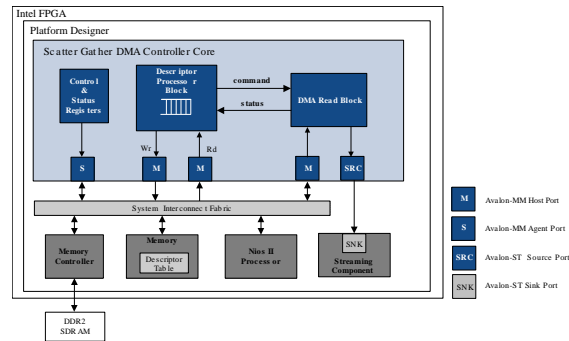 Intel FPGA
Platform Designer
Scatter Gather DMA Controller Core
Control
&
Status
Registers
Descriptor
Processor
Block
command
status
DMA Read Block
Wr
Rd
S
M
M
M
SRC
System Interconnect Fabric
Memory
Controller
Memory
Descriptor
Table
Nios II
Processor
SNK
Streaming
Component
DDR2
SDRAM
M Avalon-MM Host Port
S Avalon-MM Agent Port
SRC Avalon-ST Source Port
SNK Avalon-ST Sink Port